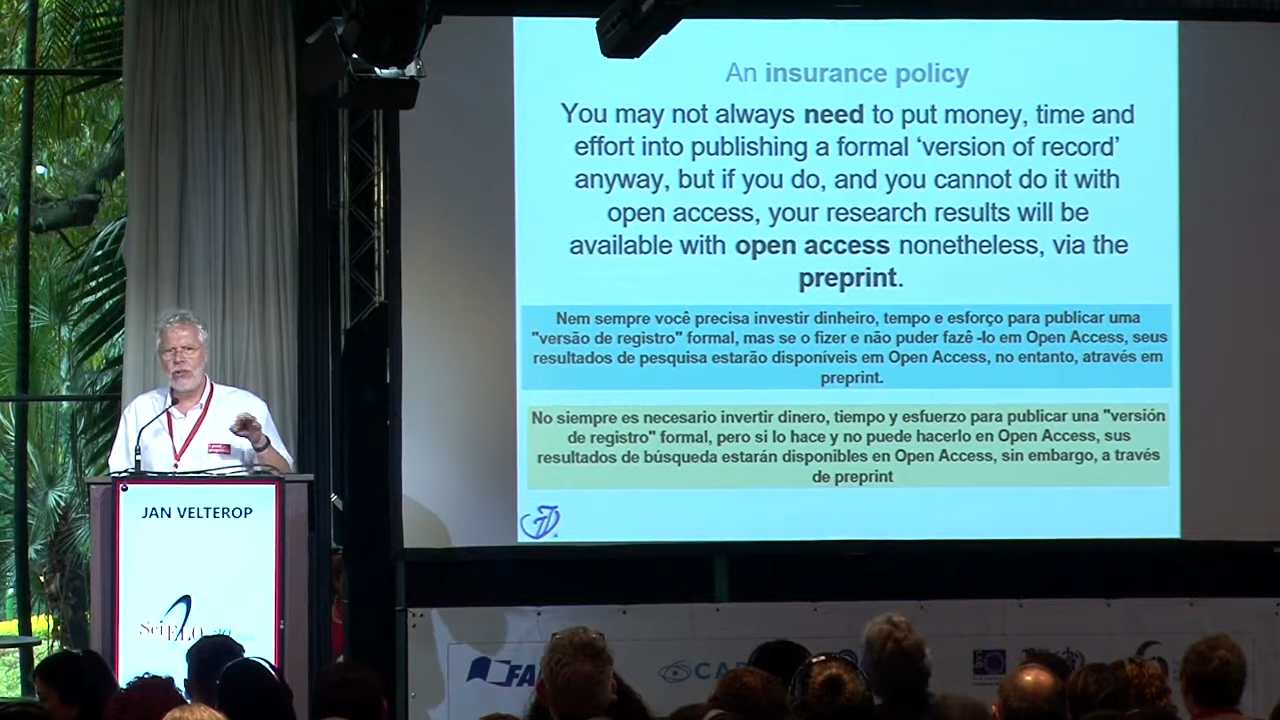 An insurance policy
You may not always need to put money, time and
effort into publishing a formal ‘version of record’
anyway, but if you do, and you cannot do it with
open access, your research results will be
available with open access nonetheless, via the
preprint.
Nem sempre você precisa investir dinheiro, tempo e esforço para publicar uma
"versão de registro" formal, mas se o fizer e não puder fazê -lo em Open Access, seus
resultados de pesquisa estarão disponíveis em Open Access, no entanto, através em
preprint.
No siempre es necesario invertir dinero, tiempo y esfuerzo para publicar una "versión
de registro" formal, pero si lo hace y no puede hacerlo en Open Access, sus
resultados de búsqueda estarán disponibles en Open Access, sin embargo, a través
de preprint
JAN VELTEROP
SciELO 20